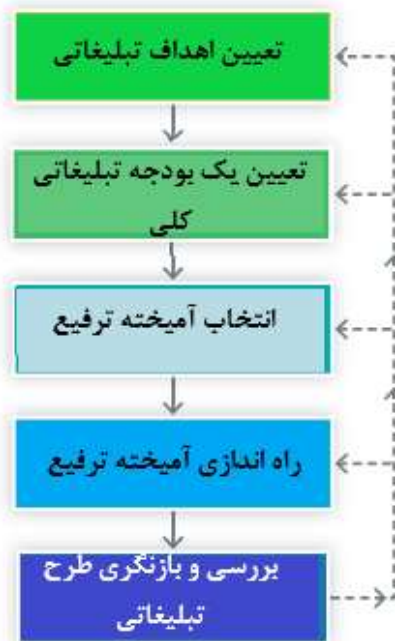 تعیین اهداف تبلیغاتی
تعیین یک بودجه تبلیغاتی
کلی
انتخاب آمیخته ترفیع
راه اندازی آمیخته ترفیع
بررسی و بازنگری طرح
تبلیغاتی